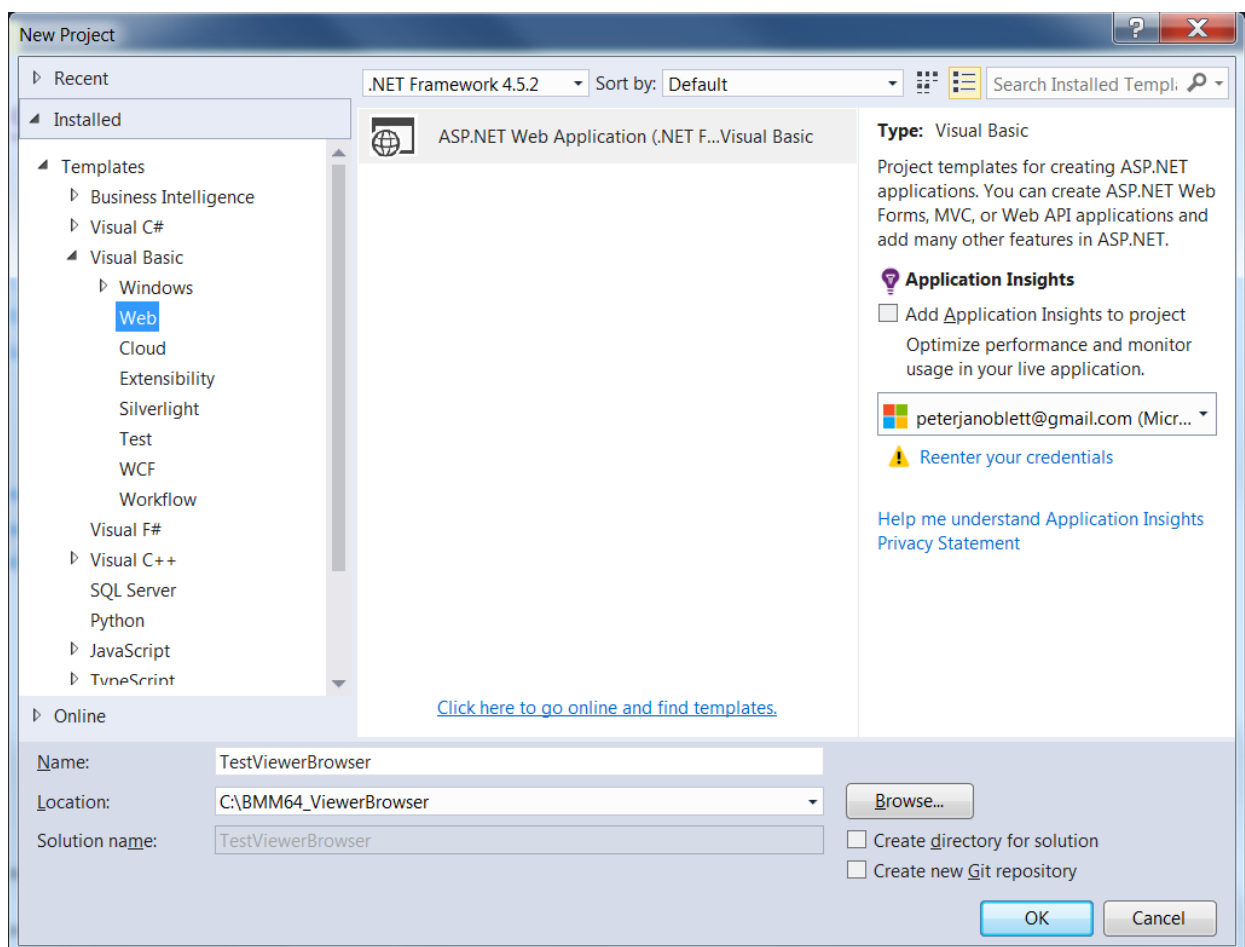 New Project
Recent
.NET Framework 4.5.2
Sort by:
Default
Search Installed Templa
Installed
Templates
Business Intelligence
Visual C#
Visual Basic
Windows
Web
Cloud
Extensibility
Silverlight
Test
WCF
Workflow
Visual F#
Visual C++
SQL Server
Python
JavaScript
TypeScript
Online
ASP.NET Web Application (.NET F...Visual Basic
Click here to go online and find templates.
Type: Visual Basic
Project templates for creating ASP.NET
applications. You can create ASP.NET Web
Forms, MVC, or Web API applications and
add many other features in ASP.NET.
Application Insights
Add Application Insights to project
Optimize performance and monitor
usage in your live application.
peterjanoblett@gmail.com (Micr...
Reenter your credentials
Help me understand Application Insights
Privacy Statement
Name:
TestViewerBrowser
Location:
C:\BMM64_ViewerBrowser
Browse...
Solution name:
TestViewerBrowser
Create directory for solution
Create new Git repository
OK
Cancel